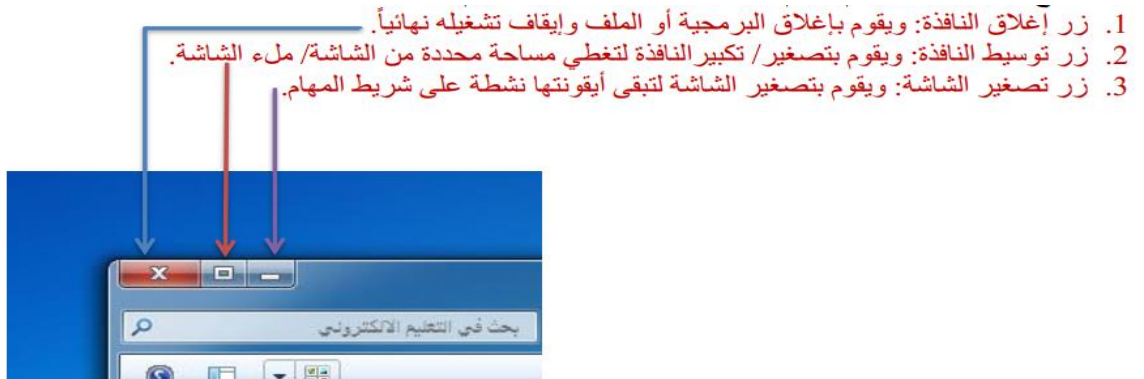 1. زر إغلاق النافذة: ويقوم بإغلاق البرمجية أو الملف وإيقاف تشغيله نهائياً.
2. زر توسيط النافذة: ويقوم بتصغير/ تكبير النافذة لتغطي مساحة محددة من الشاشة/ ملء الشاشة.
3. زر تصغير الشاشة: ويقوم بتصغير الشاشة لتبقى أيقونتها نشطة على شريط المهام.
بحث في التعليم الالكتروني